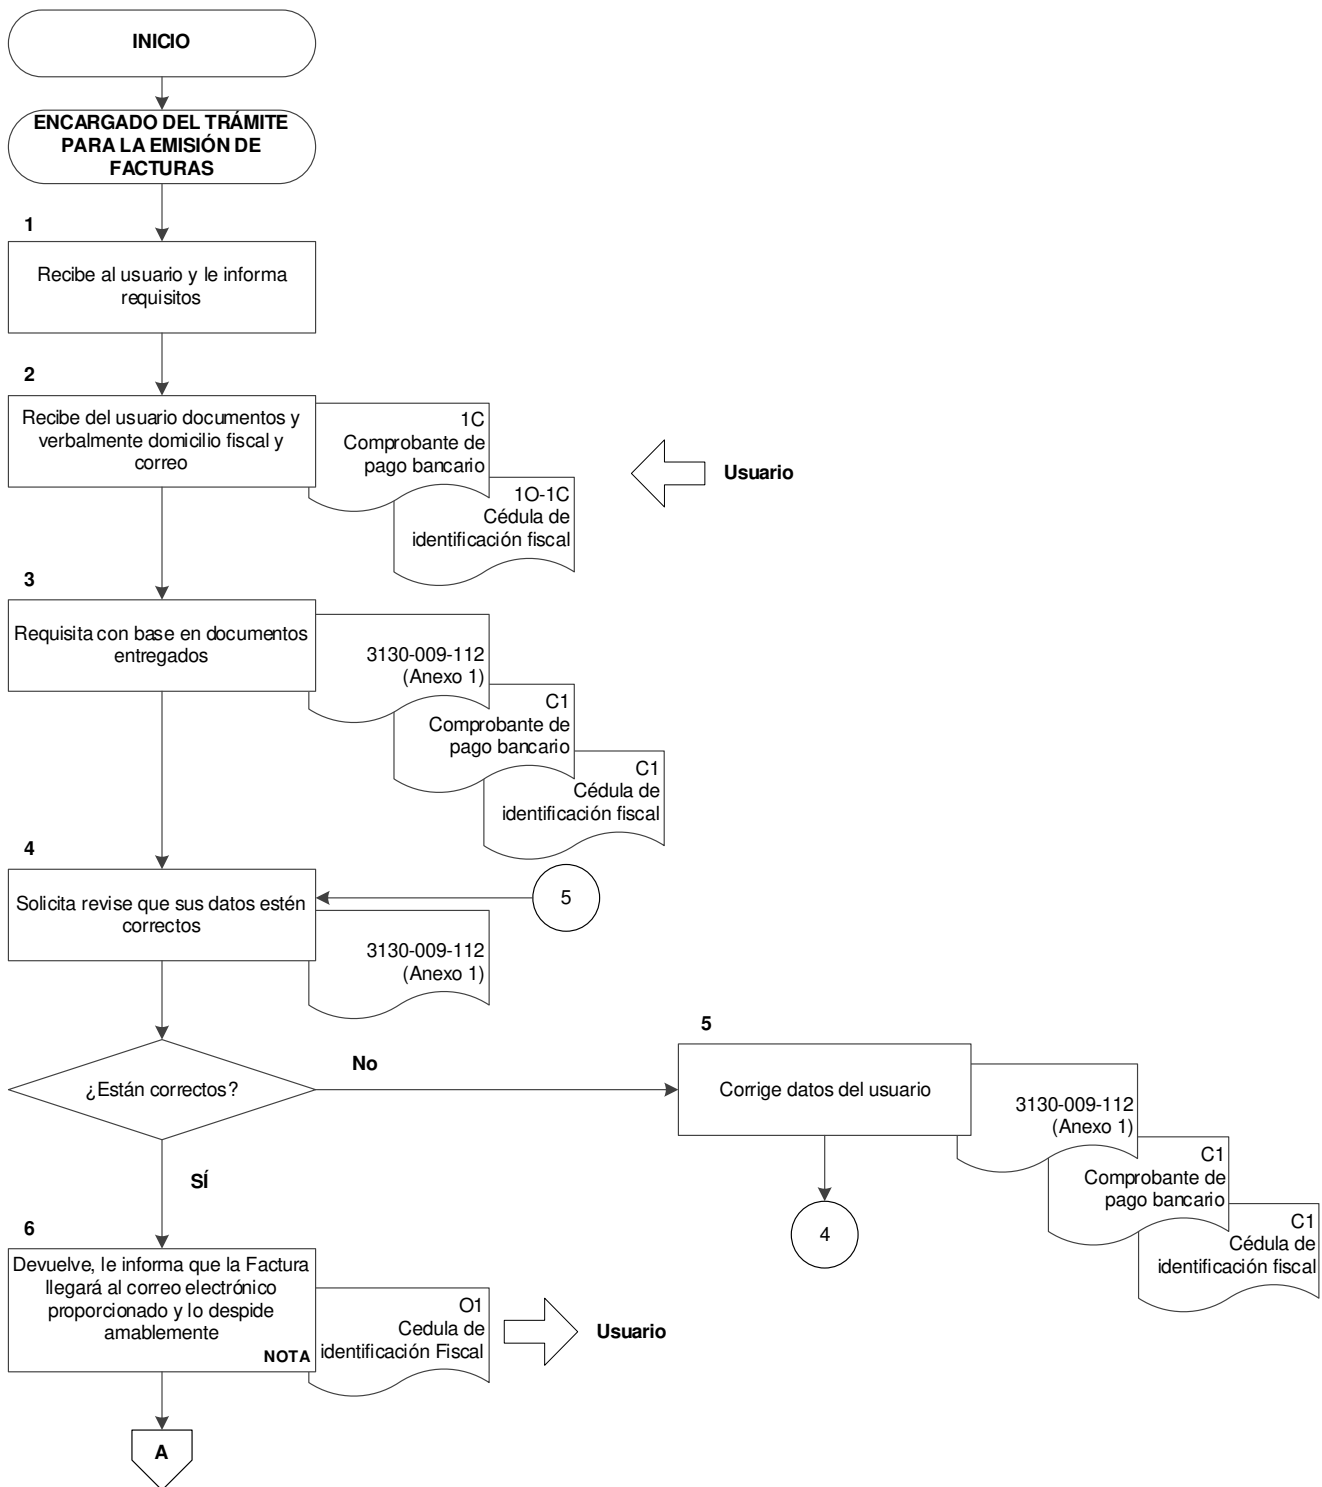 INICIO
ENCARGADO DEL TRÁMITE
PARA LA EMISIÓN DE
FACTURAS
1
Recibe al usuario y le informa
requisitos
2
Recibe del usuario documentos y
verbalmente domicilio fiscal y
correo
1C
Comprobante de
pago bancario
1O-1C
Cédula de
identificación fiscal
Usuario
3
Requisita con base en documentos
entregados
3130-009-112
(Anexo 1)
C1
Comprobante de
pago bancario
C1
Cédula de
identificación fiscal
4
Solicita revise que sus datos estén
correctos
5
3130-009-112
(Anexo 1)
¿Están correctos?
No
5
Corrige datos del usuario
3130-009-112
(Anexo 1)
C1
Comprobante de
pago bancario
C1
Cédula de
identificación fiscal
4
SÍ
6
Devuelve, le informa que la Factura
llegará al correo electrónico
proporcionado y lo despide
amablemente
NOTA
O1
Cedula de
identificación Fiscal
Usuario
A